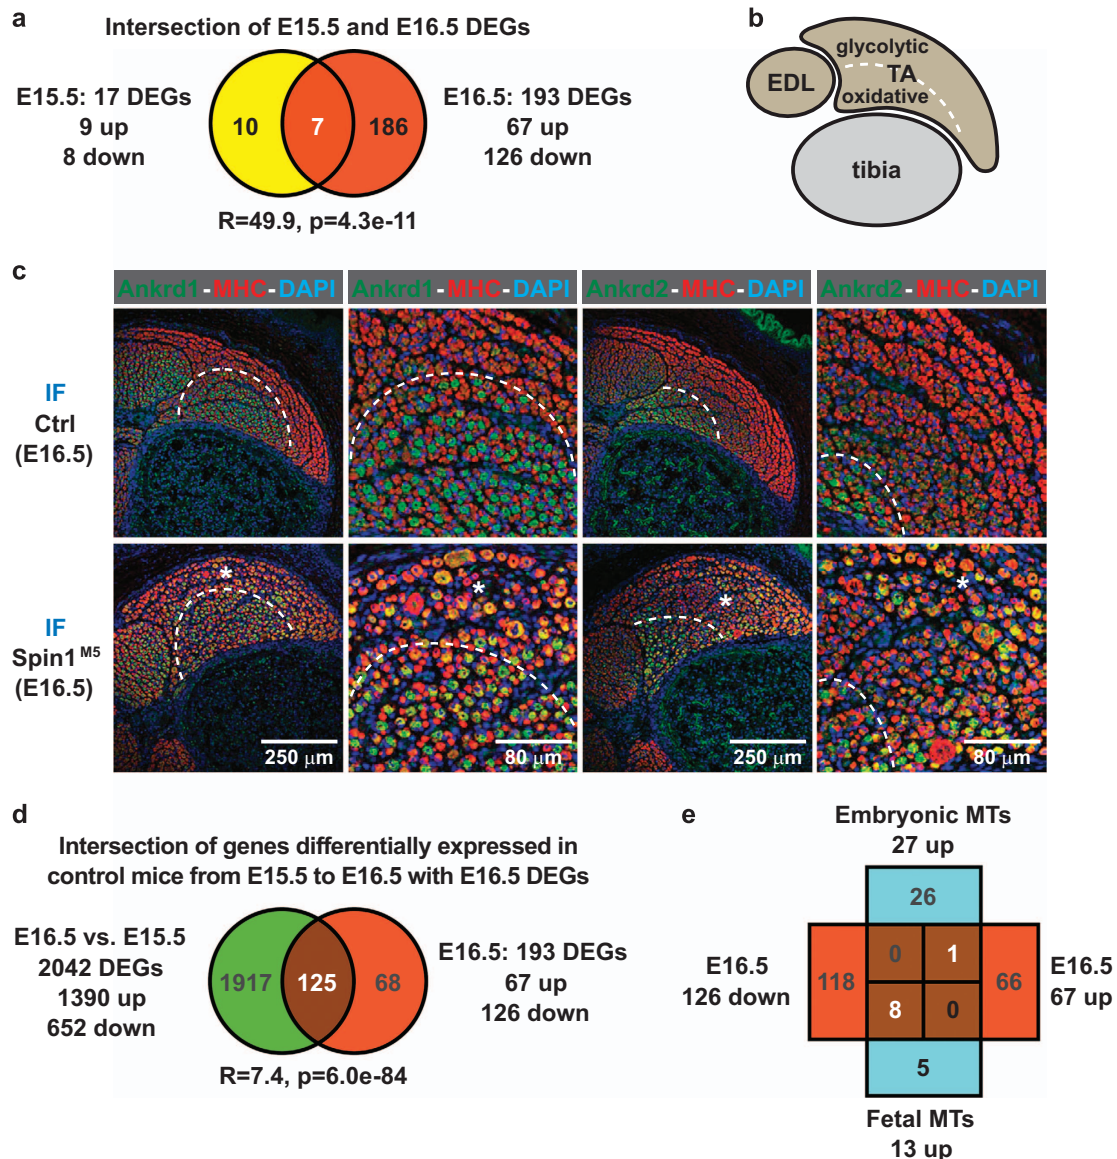 a
Intersection of E15.5 and E16.5 DEGs
E15.5: 17 DEGs
9 up
8 down
10
7
186
E16.5: 193 DEGs
67 up
126 down
R=49.9, p=4.3e-11
b
EDL
glycolytic
TA
oxidative
tibia
c
Ankrd1-MHC-DAPI
Ankrd1-MHC-DAPI
Ankrd2-MHC-DAPI
Ankrd2-MHC-DAPI
IF
Ctrl
(E16.5)
IF
Spin1 M5
(E16.5)
*
*
*
*
250 μm
80 μm
250 μm
80 μm
d
Intersection of genes differentially expressed in
control mice from E15.5 to E16.5 with E16.5 DEGs
E16.5 vs. E15.5
2042 DEGs
1390 up
652 down
1917
125
68
E16.5: 193 DEGs
67 up
126 down
R=7.4, p=6.0e-84
e
Embryonic MTs
27 up
26
E16.5
126 down
118
0
1
8
0
66
E16.5
67 up
5
Fetal MTs
13 up